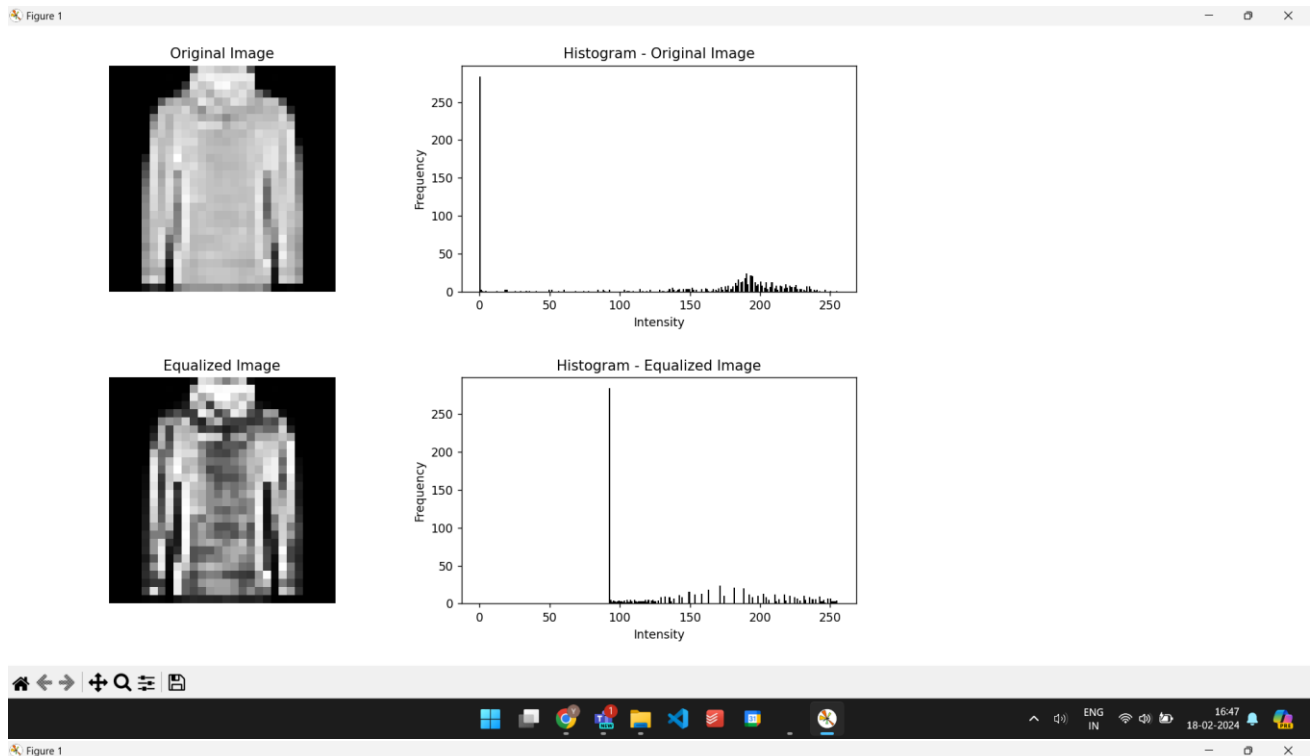 Figure 1
Original Image
Histogram - Original Image
250
200
150
100
50
0
Frequency
0 50 100 150 200 250
Intensity
Equalized Image
Histogram - Equalized Image
250
200
150
100
50
0
Frequency
0 50 100 150 200 250
Intensity
ENG
IN
16:47
18-02-2024
Figure 1